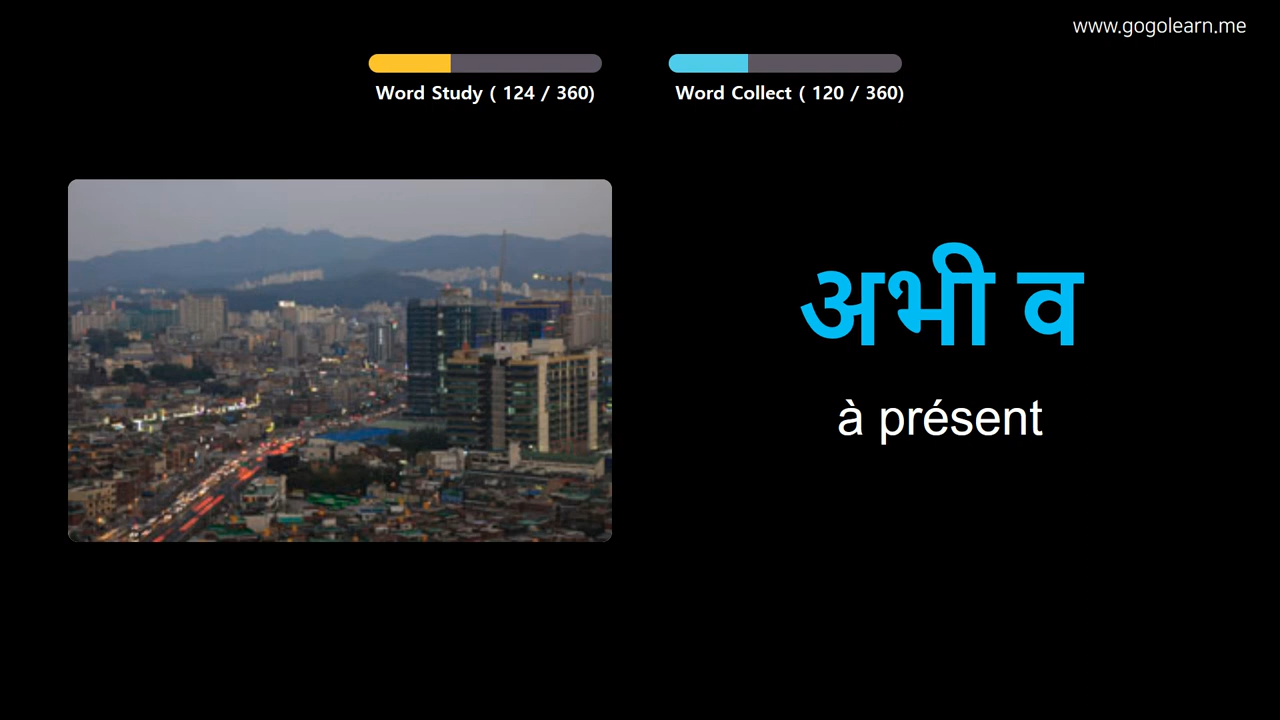 www.gogolearn.me
Word Study ( 124 / 360)
Word Collect ( 120 / 360)
अभी व
à présent